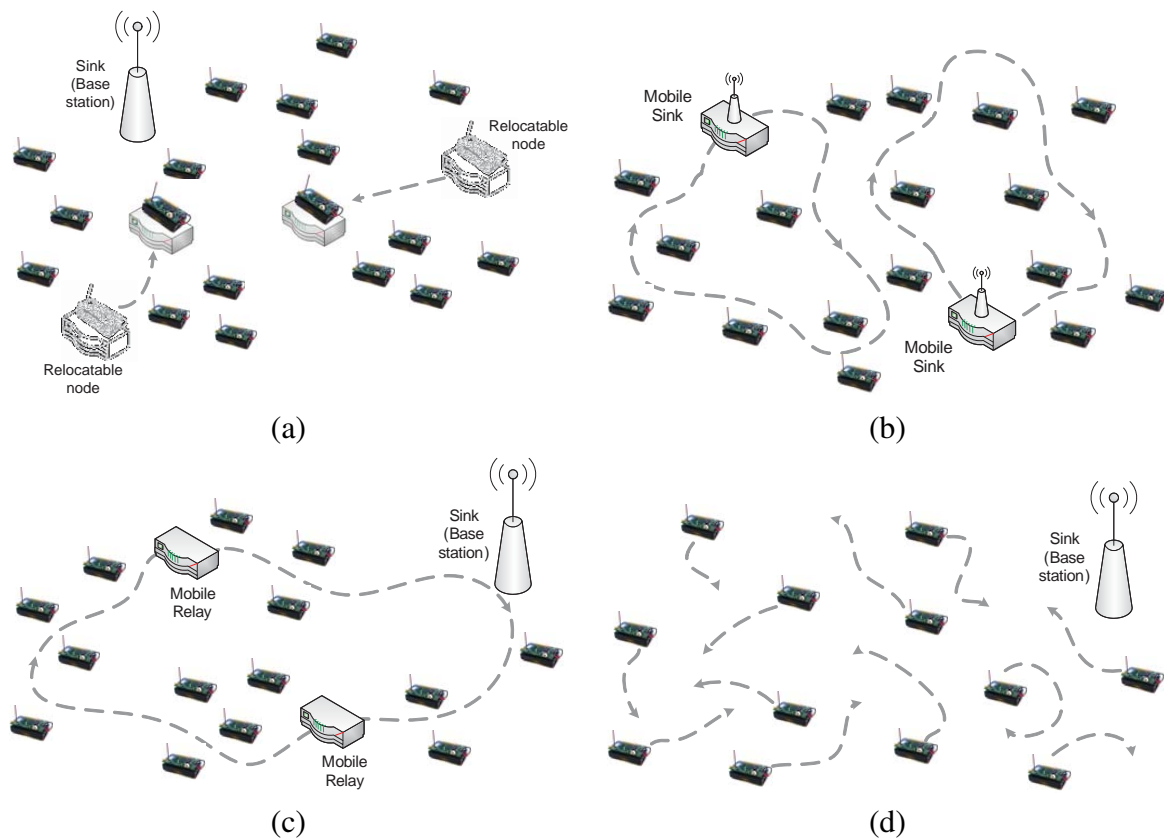 Sink
(Base
station)
Relocatable
node
Relocatable
node
(a)
Mobile
Sink
Mobile
Sink
(b)
Sink
(Base
station)
Mobile
Relay
Mobile
Relay
(c)
Sink
(Base
station)
(d)